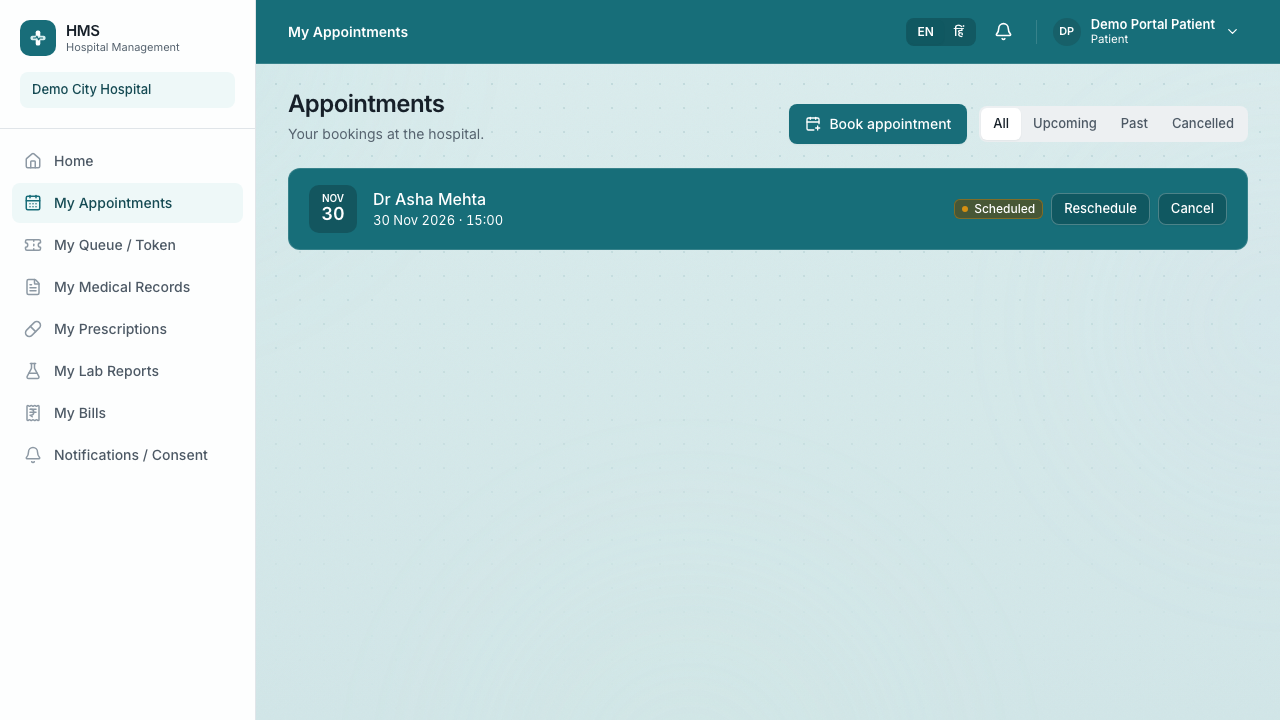 HMS
Hospital Management
Demo City Hospital
Home
My Appointments
My Queue / Token
My Medical Records
My Prescriptions
My Lab Reports
My Bills
Notifications / Consent
My Appointments
EN
हिं
DP
Demo Portal Patient
Patient
Appointments
Your bookings at the hospital.
Book appointment
All
Upcoming
Past
Cancelled
NOV
30
Dr Asha Mehta
30 Nov 2026 · 15:00
Scheduled
Reschedule
Cancel